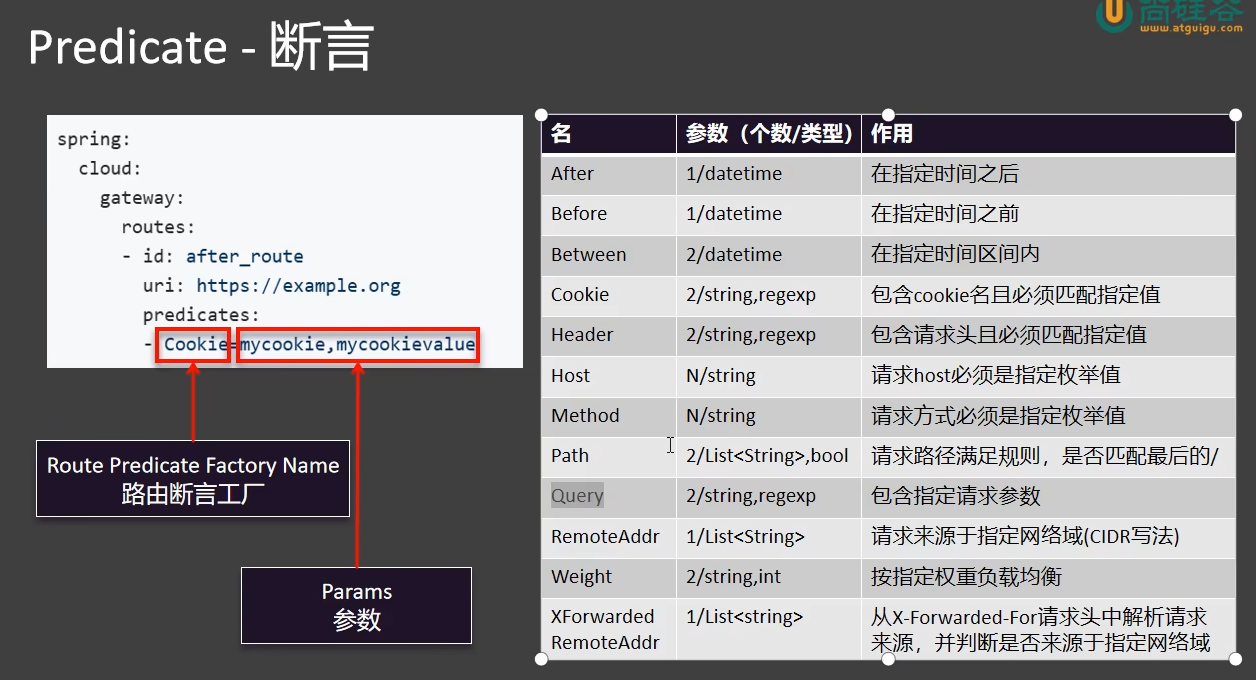 尚硅谷
www.atguigu.com
Predicate - 断言
spring:
cloud:
gateway:
routes:
- id: after_route
uri: https://example.org
predicates:
- Cookie=mycookie,mycookievalue
Route Predicate Factory Name
路由断言工厂
Params
参数
名 参数（个数/类型） 作用
After 1/datetime 在指定时间之后
Before 1/datetime 在指定时间之前
Between 2/datetime 在指定时间区间内
Cookie 2/string,regexp 包含cookie名且必须匹配指定值
Header 2/string,regexp 包含请求头且必须匹配指定值
Host N/string 请求host必须是指定枚举值
Method N/string 请求方式必须是指定枚举值
Path 2/List<String>,bool 请求路径满足规则，是否匹配最后的/
Query 2/string,regexp 包含指定请求参数
RemoteAddr 1/List<String> 请求来源于指定网络域(CIDR写法)
Weight 2/string,int 按指定权重负载均衡
XForwarded 1/List<string> 从X-Forwarded-For请求头中解析请求
RemoteAddr 来源，并判断是否来源于指定网络域